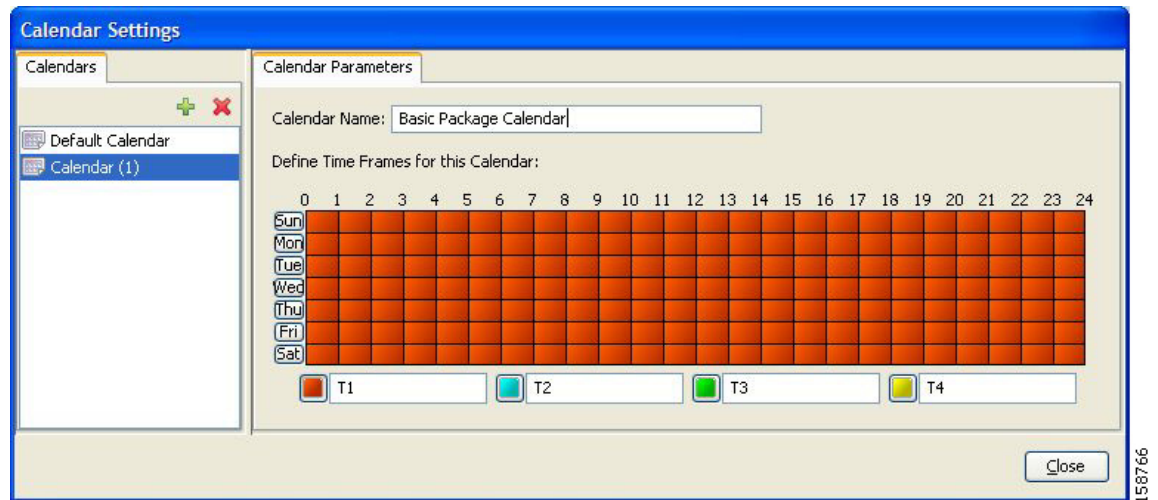 Calendar Settings
Calendars
Default Calendar
Calendar (1)
Calendar Parameters
Calendar Name: Basic Package Calendar
Define Time Frames for this Calendar:
0 1 2 3 4 5 6 7 8 9 10 11 12 13 14 15 16 17 18 19 20 21 22 23 24
Sun
Mon
Tue
Wed
Thu
Fri
Sat
T1 T2 T3 T4
Close
158766